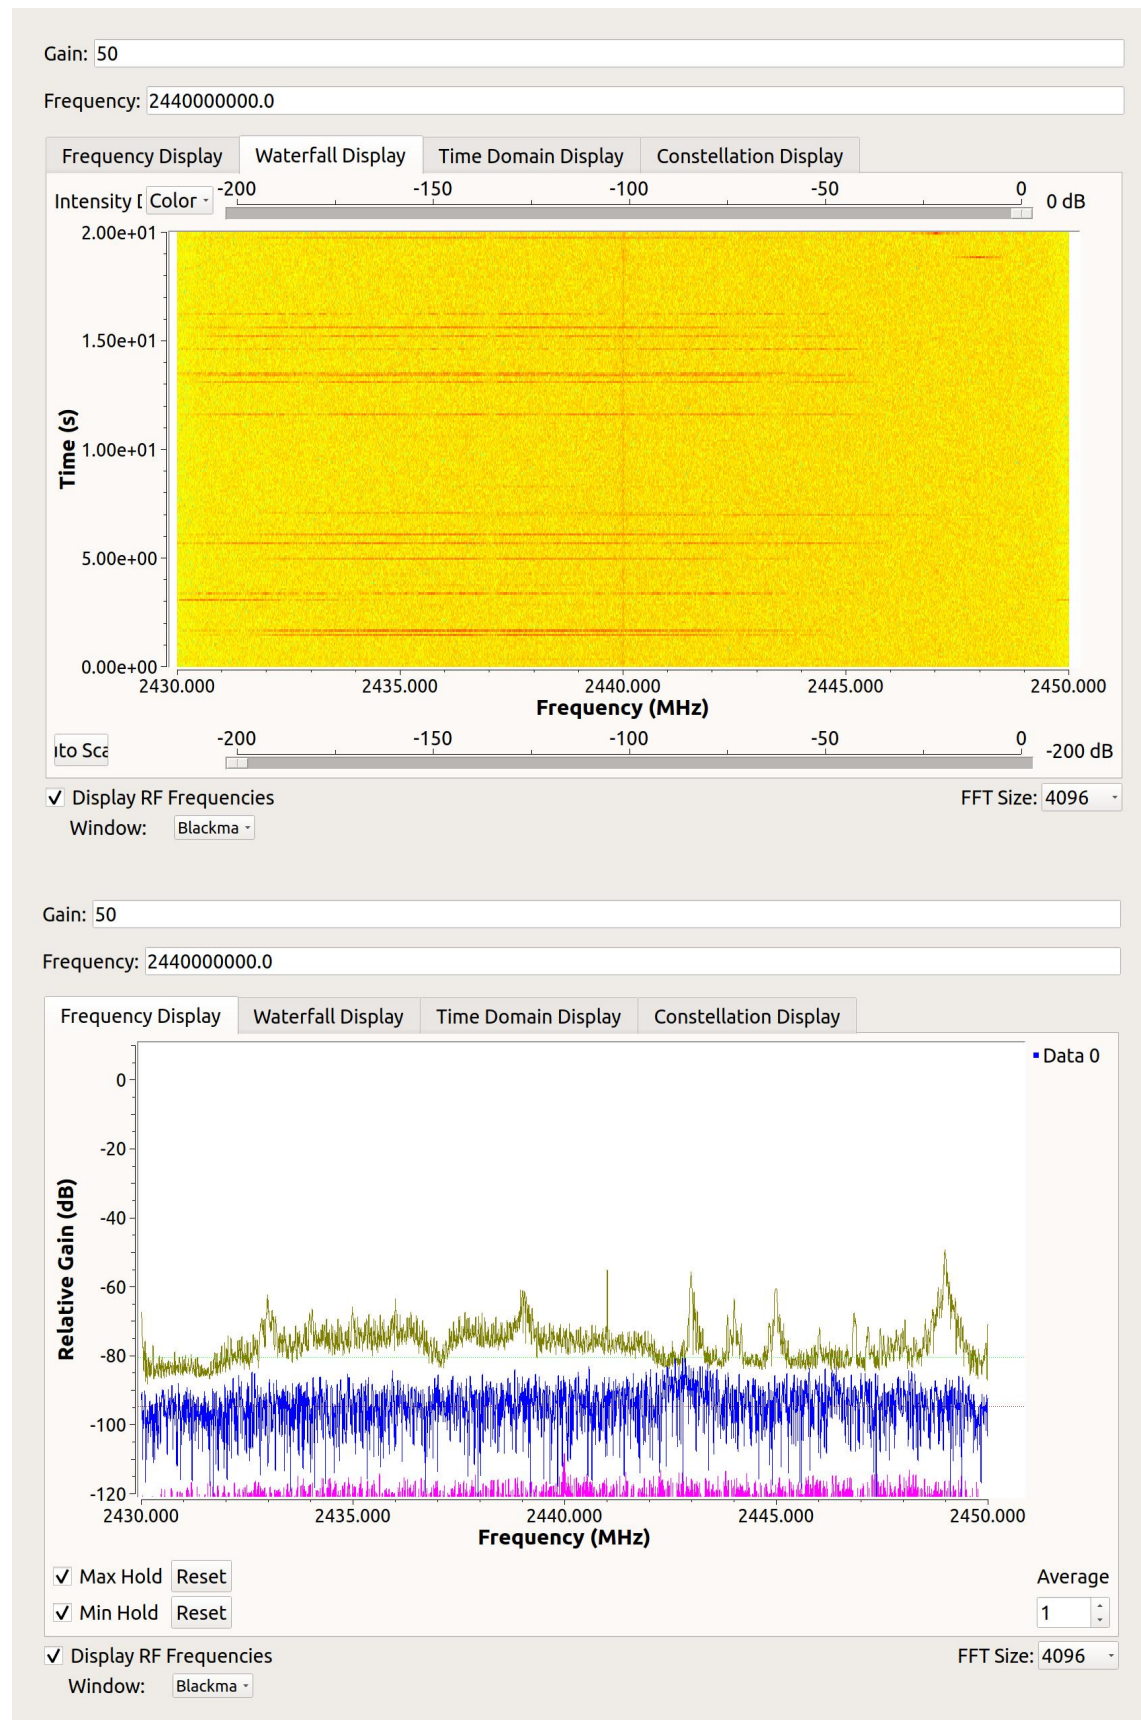 Gain: 50
Frequency: 2440000000.0
Frequency Display Waterfall Display Time Domain Display Constellation Display
Intensity D Color -200 -150 -100 -50 0 0 dB
2.00e+01
1.50e+01
1.00e+01
5.00e+00
0.00e+00
Time (s)
2430.000 2435.000 2440.000 2445.000 2450.000
Frequency (MHz)
uto Sca -200 -150 -100 -50 0 -200 dB
Display RF Frequencies FFT Size: 4096
Window: Blackma
Gain: 50
Frequency: 2440000000.0
Frequency Display Waterfall Display Time Domain Display Constellation Display
Data 0
0
-20
-40
-60
-80
-100
-120
Relative Gain (dB)
2430.000 2435.000 2440.000 2445.000 2450.000
Frequency (MHz)
Max Hold Reset Average
Min Hold Reset 1
Display RF Frequencies FFT Size: 4096
Window: Blackma